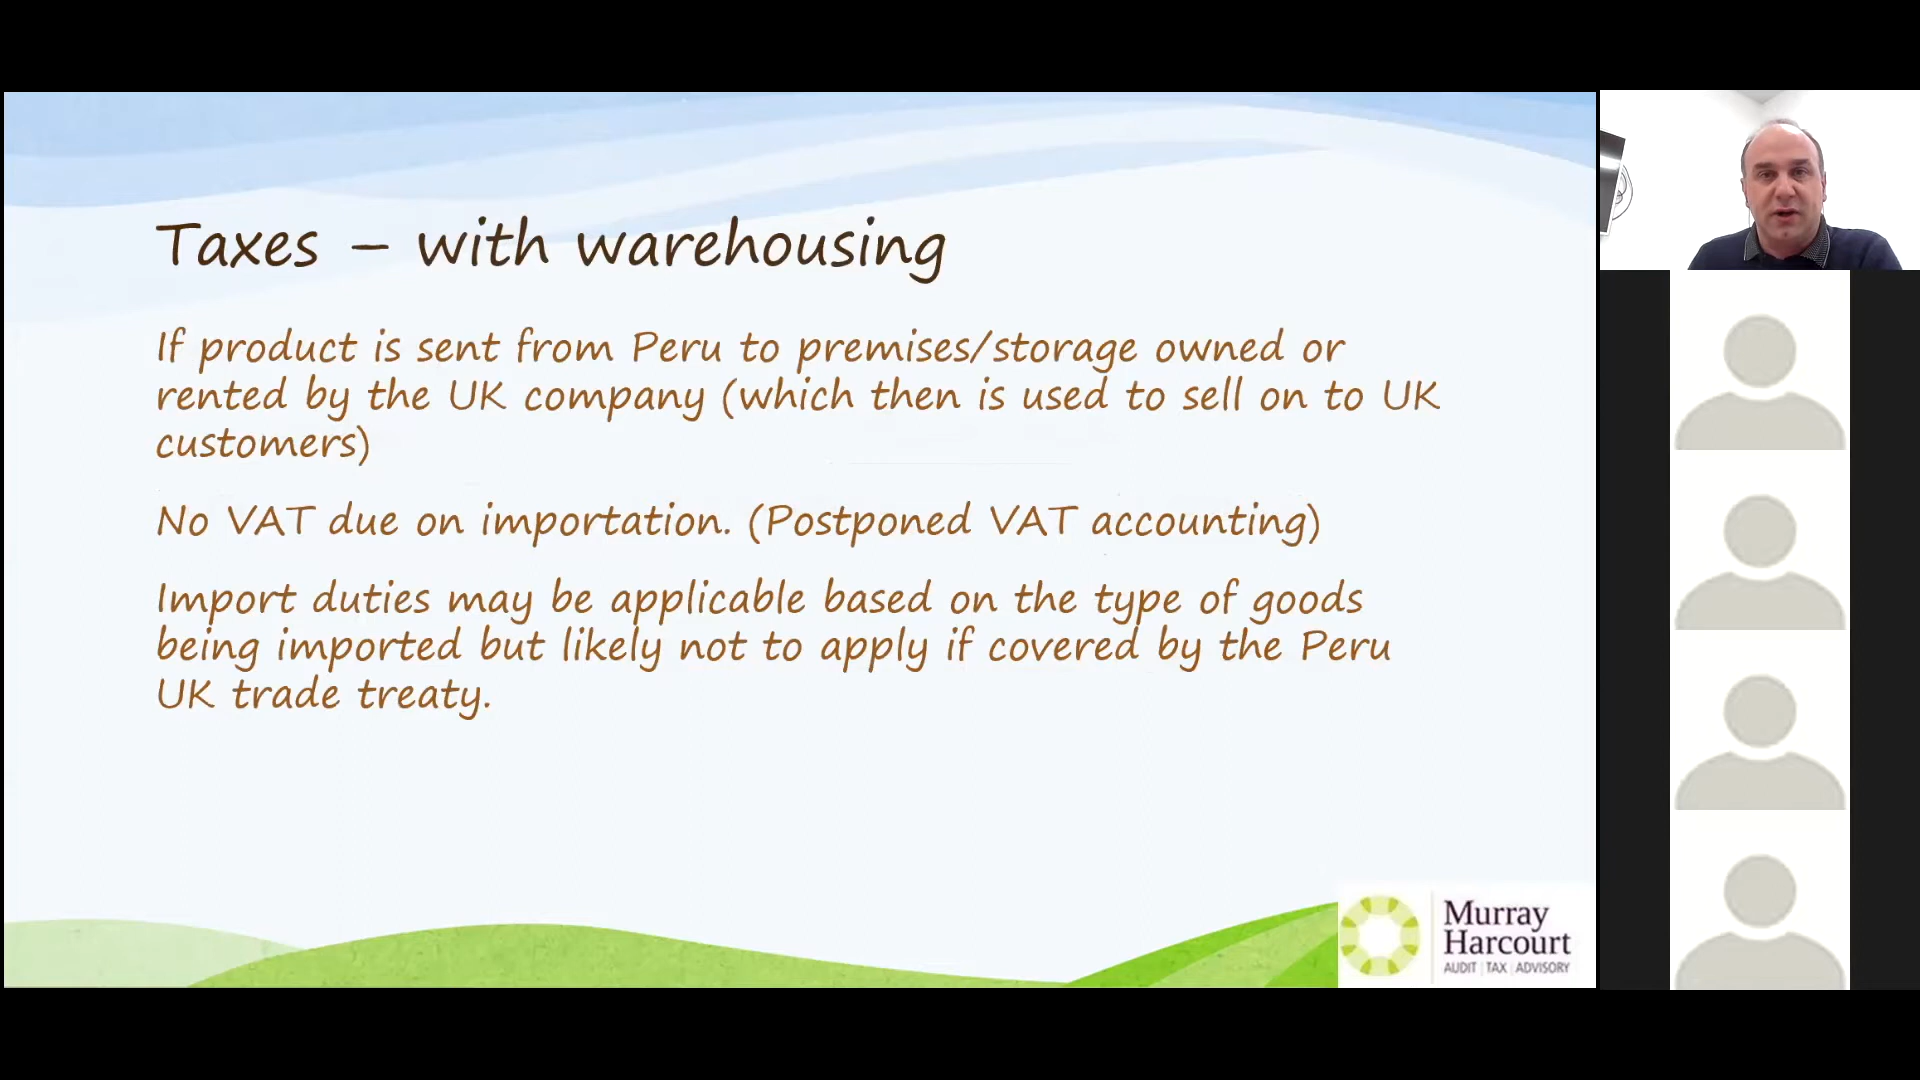 Taxes – with warehousing
If product is sent from Peru to premises/storage owned or
rented by the UK company (which then is used to sell on to UK
customers)
No VAT due on importation. (Postponed VAT accounting)
Import duties may be applicable based on the type of goods
being imported but likely not to apply if covered by the Peru
UK trade treaty.
Murray
Harcourt
AUDIT | TAX | ADVISORY